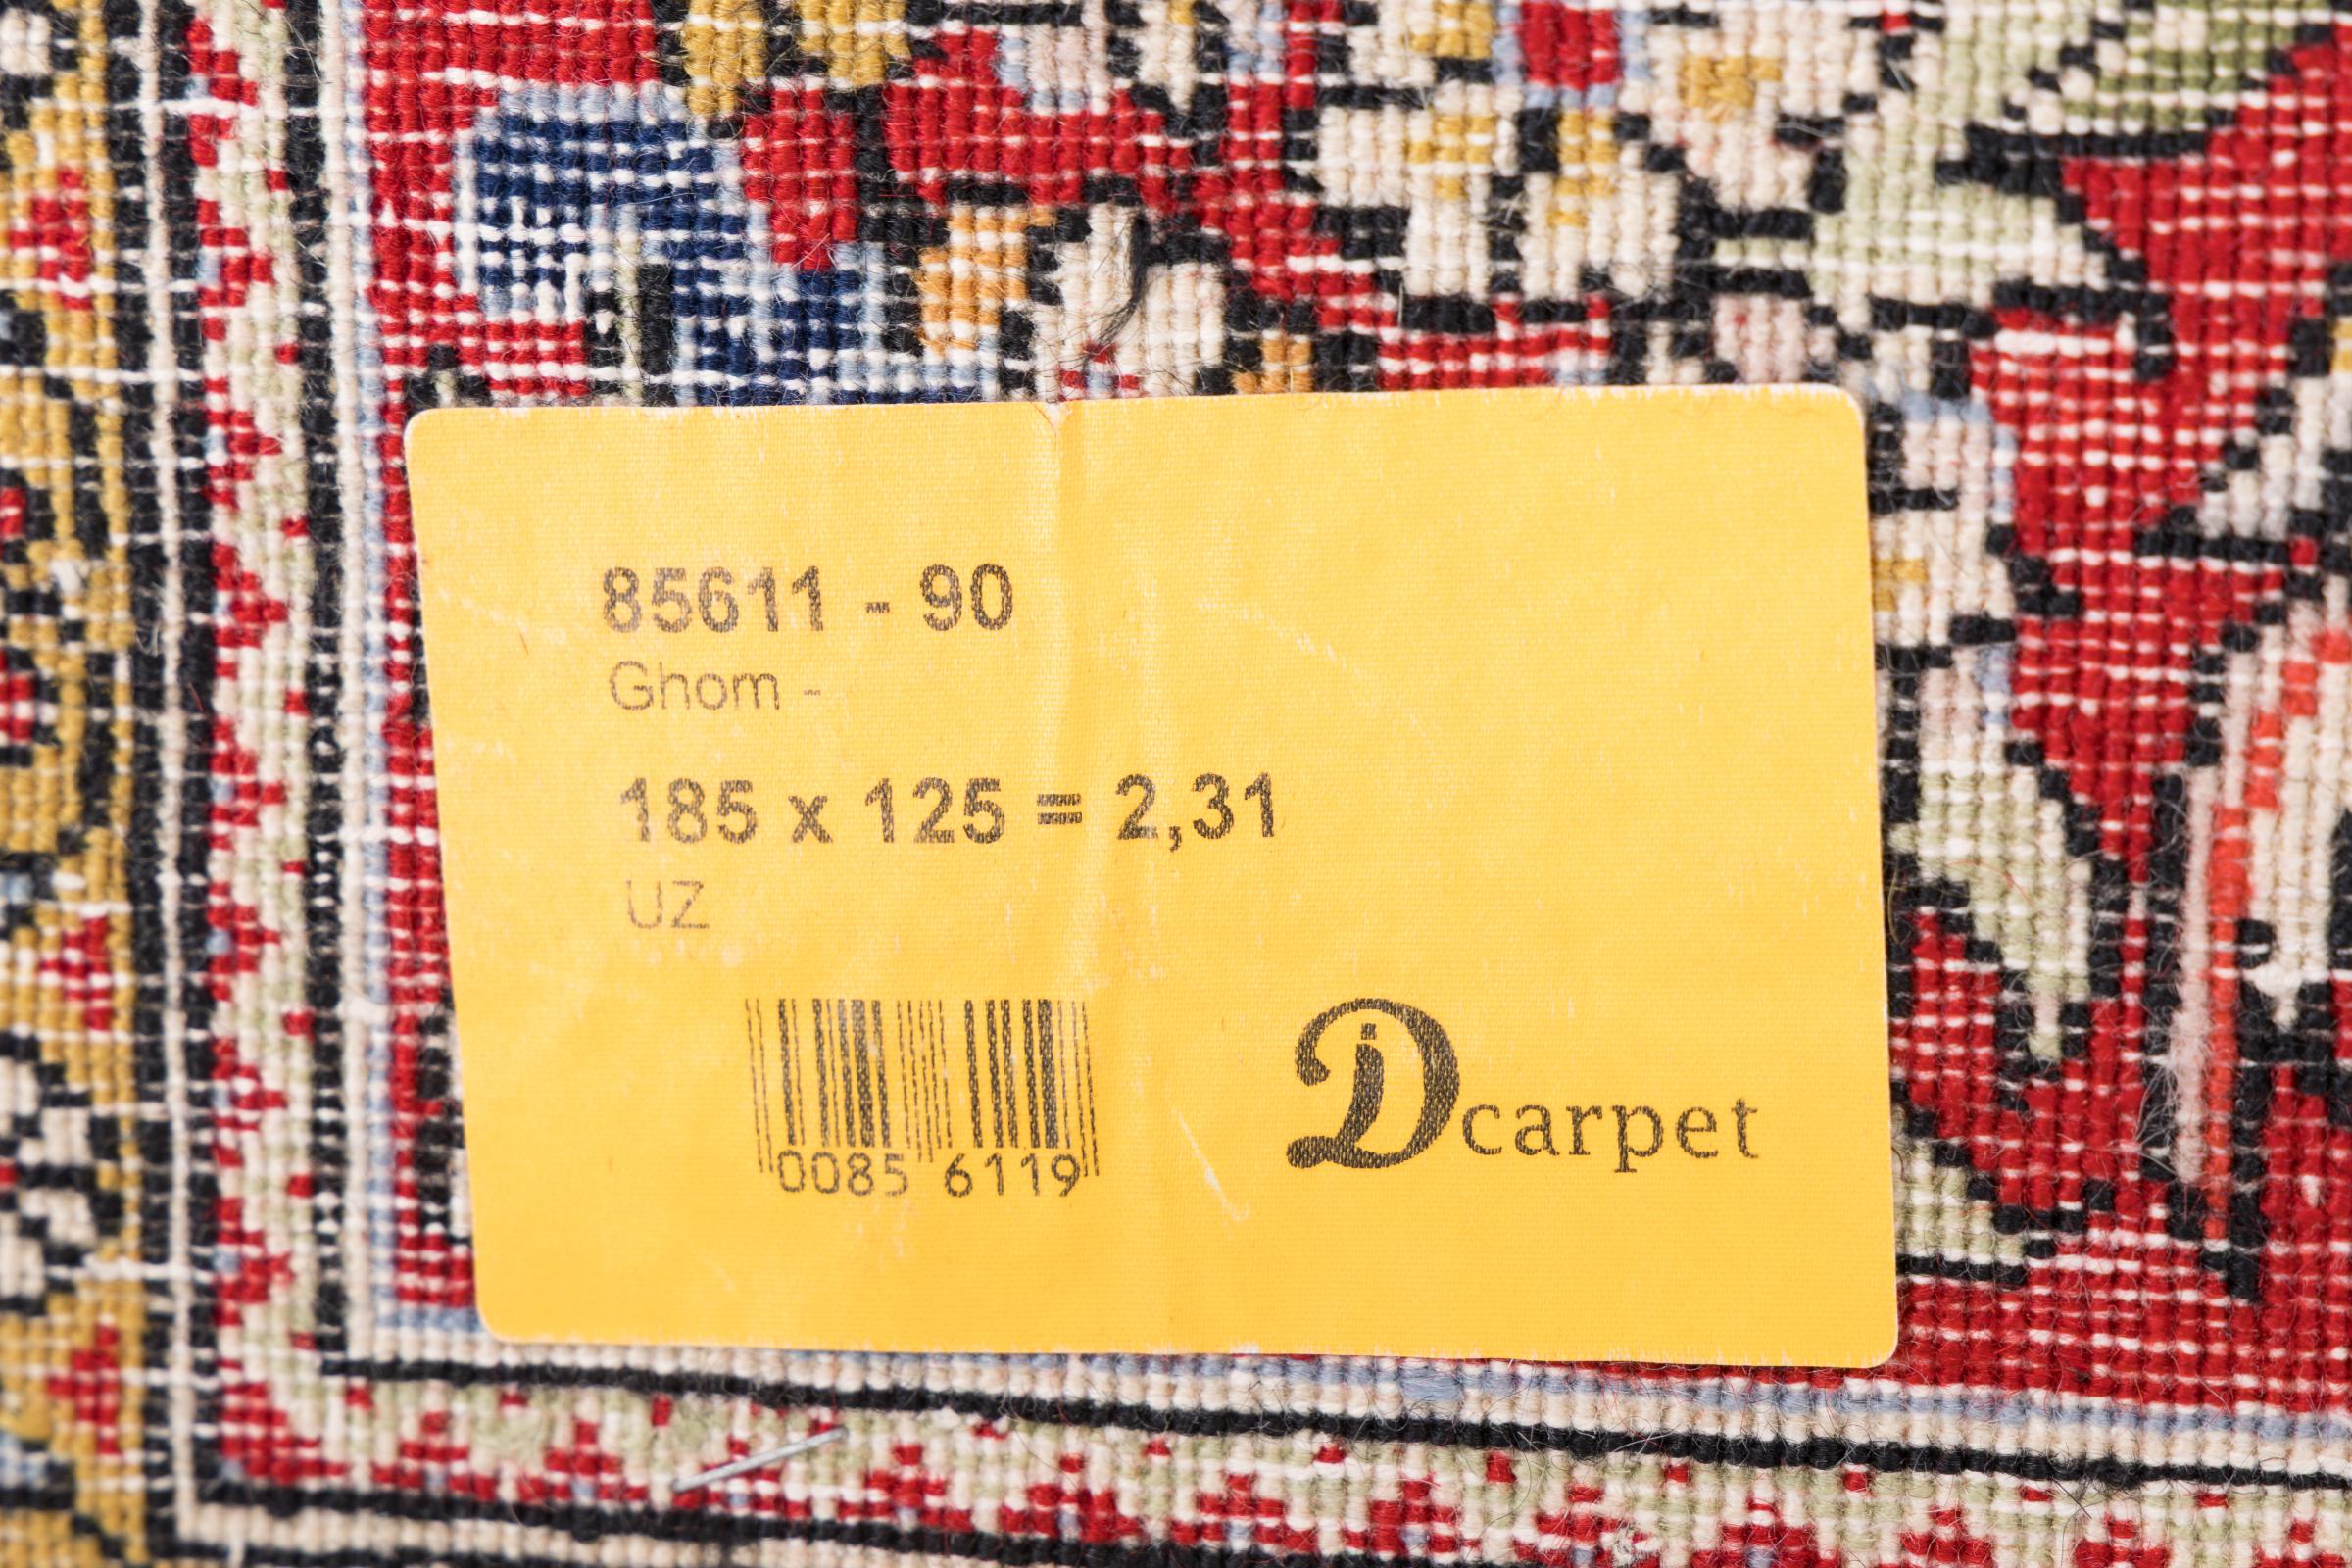 85611 - 90
Ghom -
185 x 125 = 2,31
UZ
0085 6119
Dcarpet